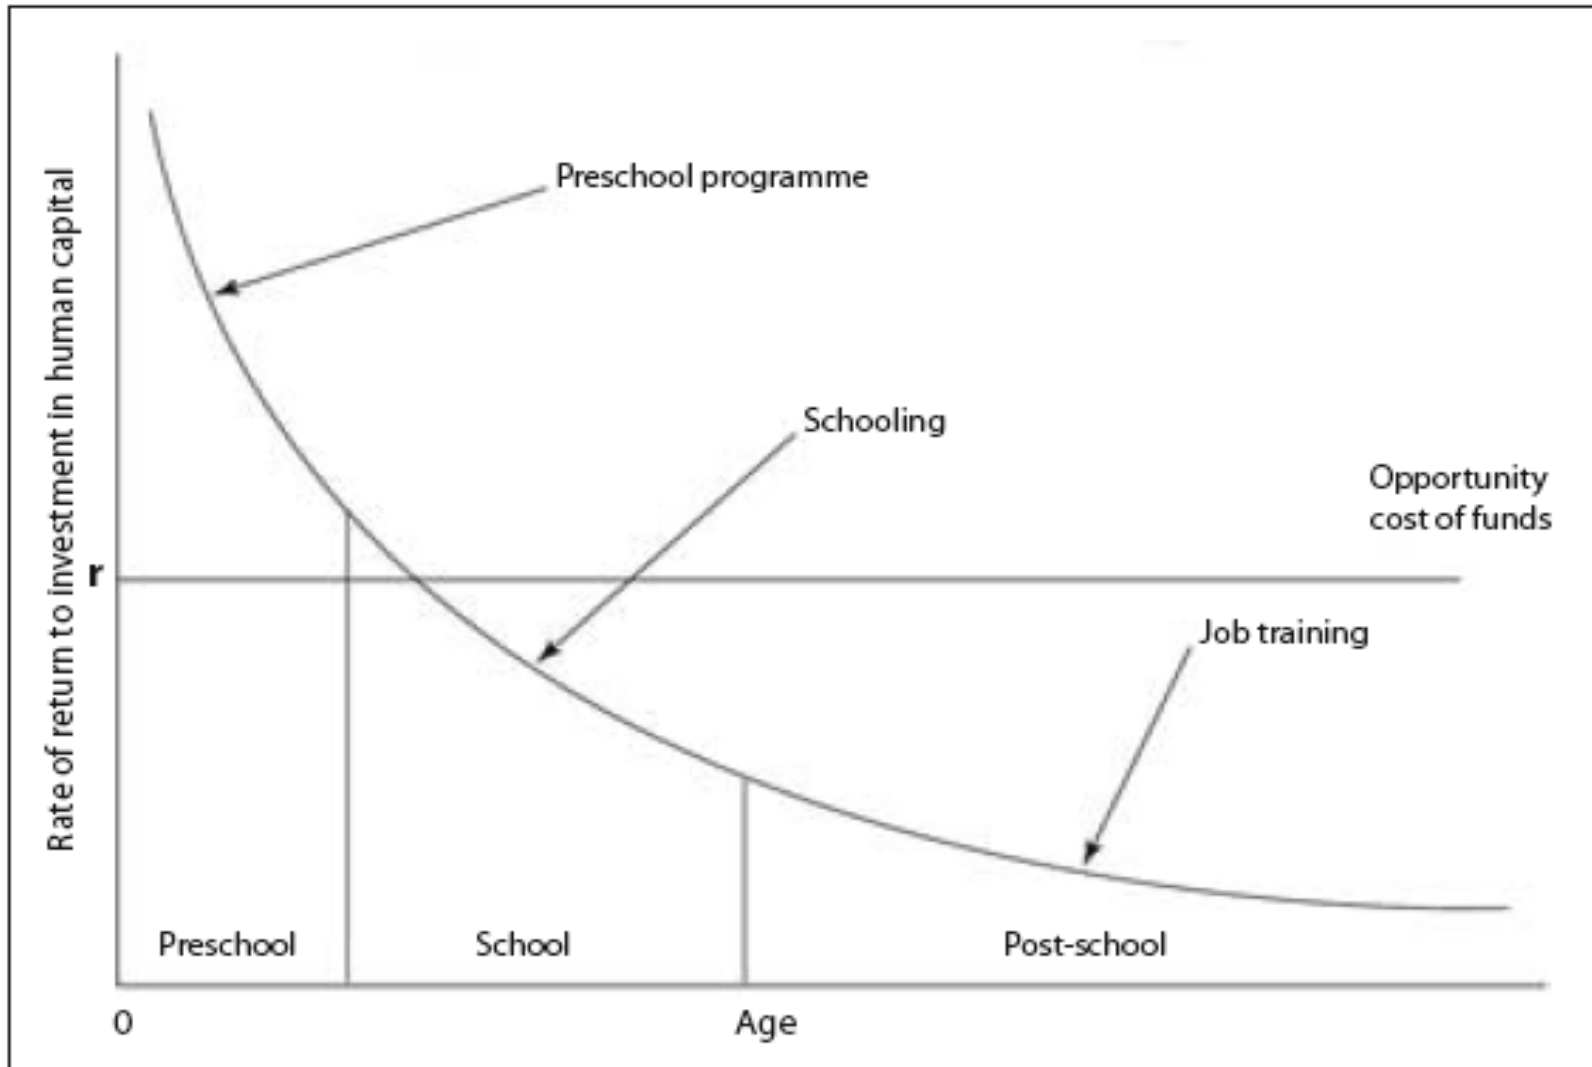 Rate of return to investment in human capital
Preschool programme
Schooling
Opportunity
cost of funds
r
Job training
Preschool
School
Post-school
0
Age